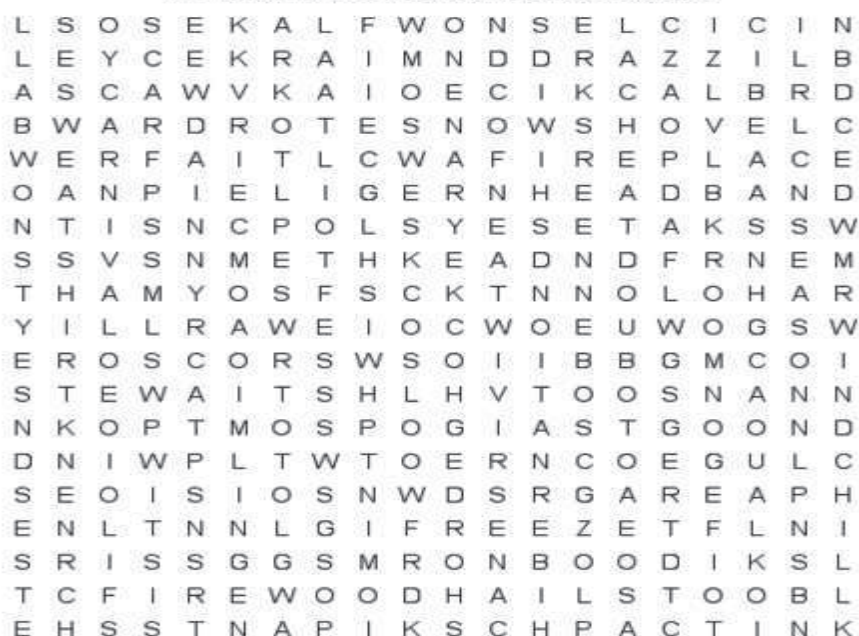 L S O S E K A L F W O N S E L C I C I N
L E Y C E K R A I M N D D R A Z Z I L B
A S C A W V K A I O E C I K C A L B R D
B W A R D R O T E S N O W S H O V E L C
W E R F A I T L C W A F I R E P L A C E
O A N P I E L I G E R N H E A D B A N D
N T I S N C P O L S Y E S E T A K S S W
S S V S N M E T H K E A D N D F R N E M
T H A M Y O S F S C K T N N O L O H A R
Y I L L R A W E I O C W O E U W O G S W
E R O S C O R S W S O I I B B G M C O I
S T E W A I T S H L H V T O O S N A N N
N K O P T M O S P O G I A S T G O O N D
D N I W P L T W T O E R N C O E G U L C
S E O I S I O S N W D S R G A R E A P H
E N L T N N L G I F R E E Z E T F L N I
S R I S S G G S M R O N B O O D I K S L
T C F I R E W O O D H A I L S T O O B L
E H S S T N A P I K S C H P A C T I N K